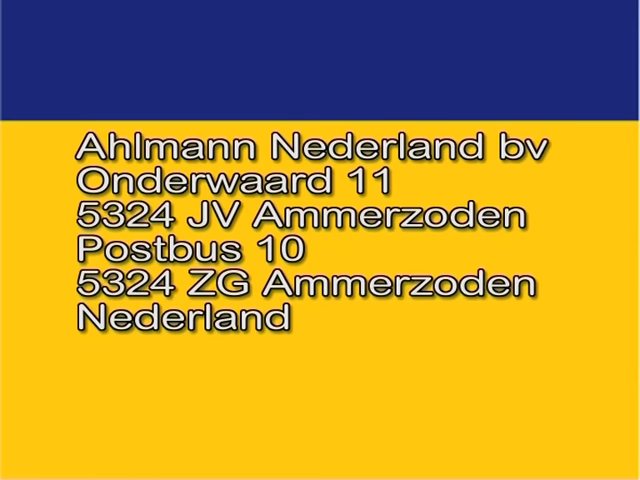 Ahlmann Nederland bv
Onderwaard 11
5324 JV Ammerzoden
Postbus 10
5324 ZG Ammerzoden
Nederland